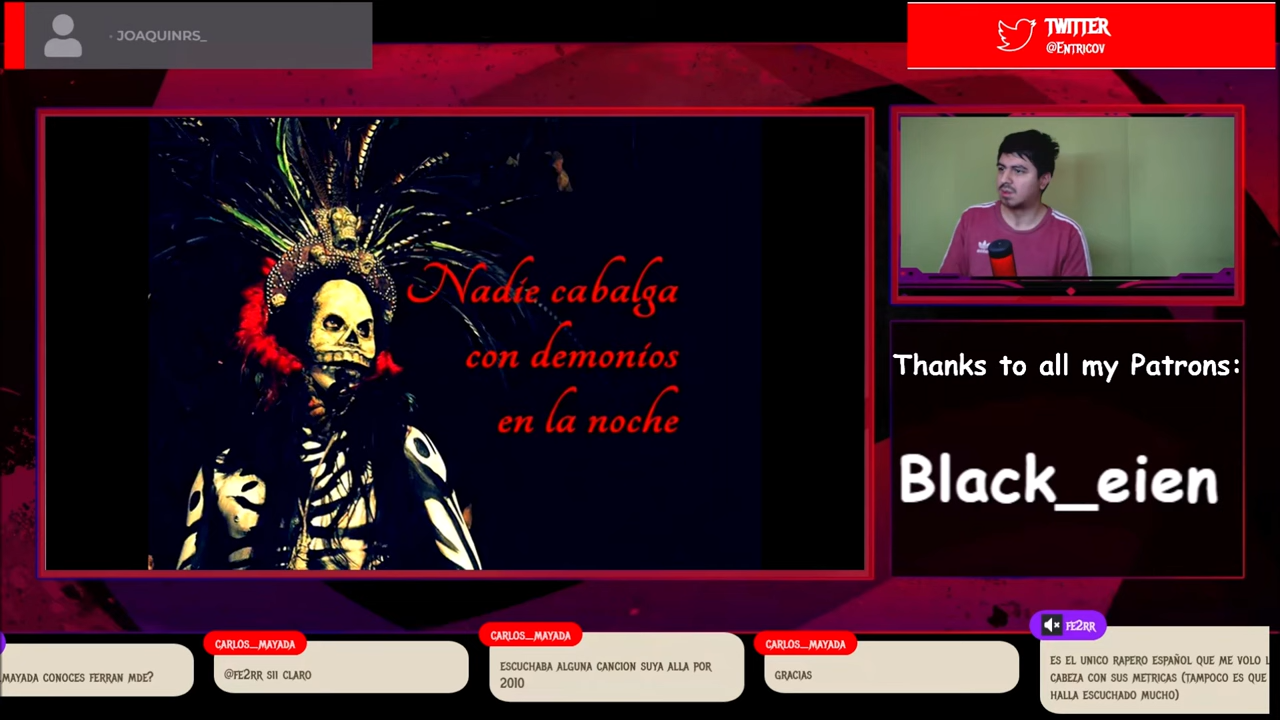 · JOAQUINRS_
TWITTER
@ENTRICOV
Nadie cabalga
con demonios
en la noche
Thanks to all my Patrons:
Black_eien
MAYADA CONOCES FERRAN MDE?
CARLOS_MAYADA
@FE2RR SII CLARO
CARLOS_MAYADA
ESCUCHABA ALGUNA CANCION SUYA ALLA POR
2010
CARLOS_MAYADA
GRACIAS
FE2RR
ES EL UNICO RAPERO ESPAÑOL QUE ME VOLO L
CABEZA CON SUS METRICAS (TAMPOCO ES QUE
HALLA ESCUCHADO MUCHO)